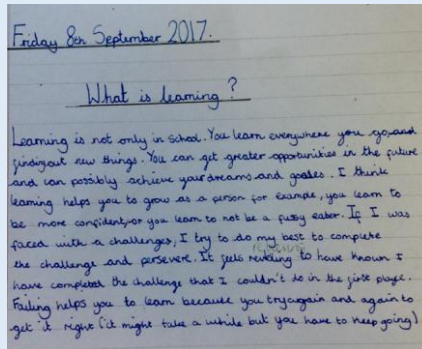 Friday 8th September 2017.
What is learning?
Learning is not only in school. You learn everywhere you go, and
finding out new things. You can get greater opportunities in the future
and can possibly achieve your dreams and goales. I think
learning helps you to grow as a person for example, you learn to
be more confident, or you learn to not be a fussy eater. If I was
faced with a challenges, I try to do my best to complete
the challenge and persevere. It feels to have known I
have completed the challenge that I couldn't do in the first place.
Failing helps you to learn because you try again and again to
get it right (it might take a while but you have to keep going)